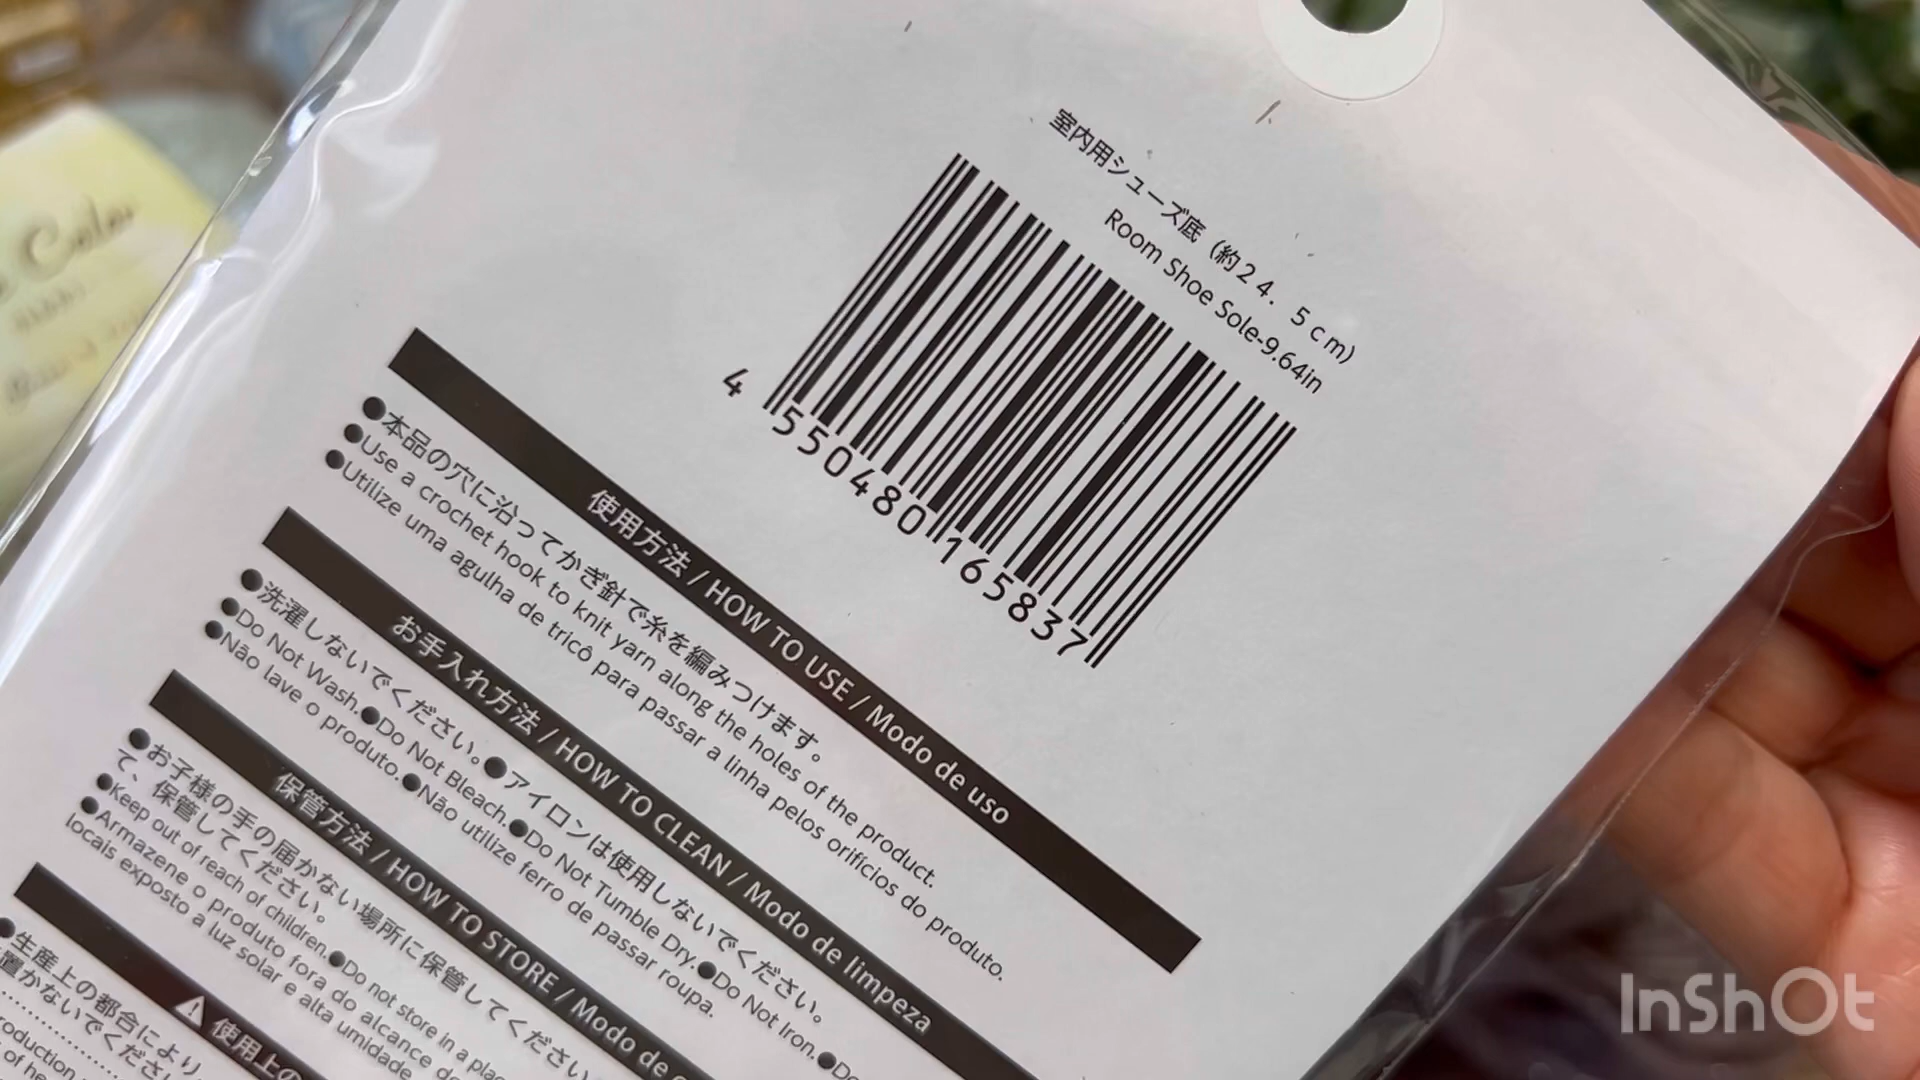 室内用シューズ底（約２４．５ｃｍ）
Room Shoe Sole-9.64in
4 550480 165837
使用方法 / HOW TO USE / Modo de uso
●本品の穴に沿ってかぎ針で糸を編みつけます。
●Use a crochet hook to knit yarn along the holes of the product.
●Utilize uma agulha de tricô para passar a linha pelos orifícios do produto.
お手入れ方法 / HOW TO CLEAN / Modo de limpeza
●洗濯しないでください。●アイロンは使用しないでください。
●Do Not Wash.●Do Not Bleach.●Do Not Tumble Dry.●Do Not Iron.●Do
●Não lave o produto.●Não utilize ferro de passar roupa.
保管方法 / HOW TO STORE / Modo de
●お子様の手の届かない場所に保管してください
て、保管してください。
●Keep out of reach of children.●Do not store in a plac
●Armazene o produto fora do alcance d
locais exposto a luz solar e alta umidade
⚠ 使用上の
●生産上の都合により、
置かないでくださ
roduction
of he
Color
InShOt